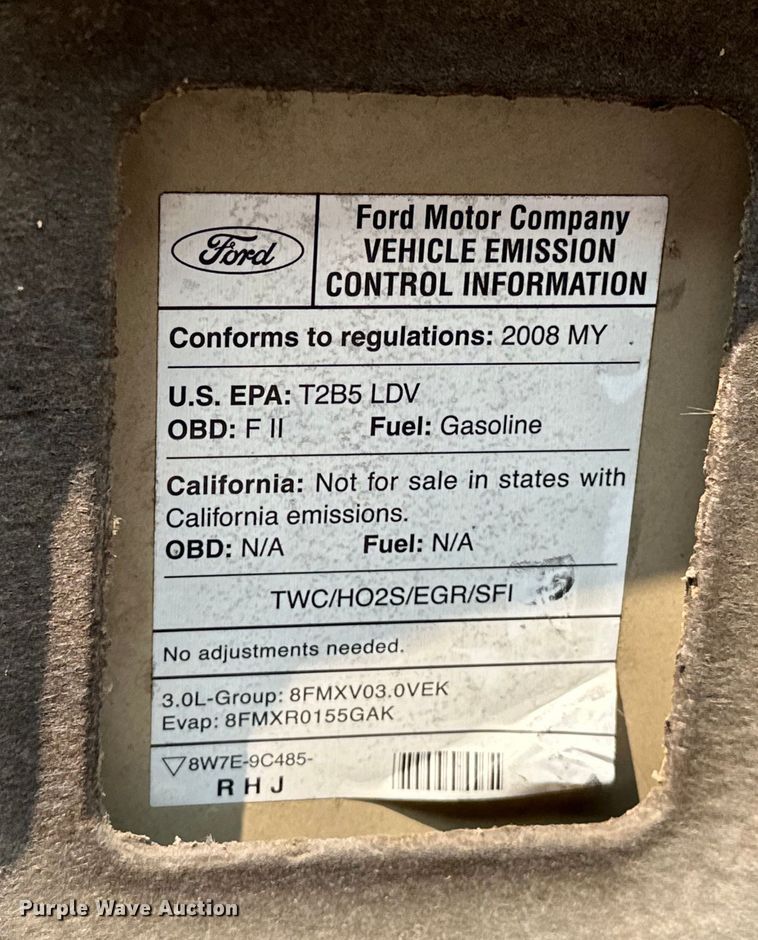 Ford
Ford Motor Company
VEHICLE EMISSION
CONTROL INFORMATION
Conforms to regulations: 2008 MY
U.S. EPA: T2B5 LDV
OBD: F II Fuel: Gasoline
California: Not for sale in states with
California emissions.
OBD: N/A Fuel: N/A
TWC/HO2S/EGR/SFI
No adjustments needed.
3.0L-Group: 8FMXV03.0VEK
Evap: 8FMXR0155GAK
8W7E-9C485-
R H J
Purple Wave Auction